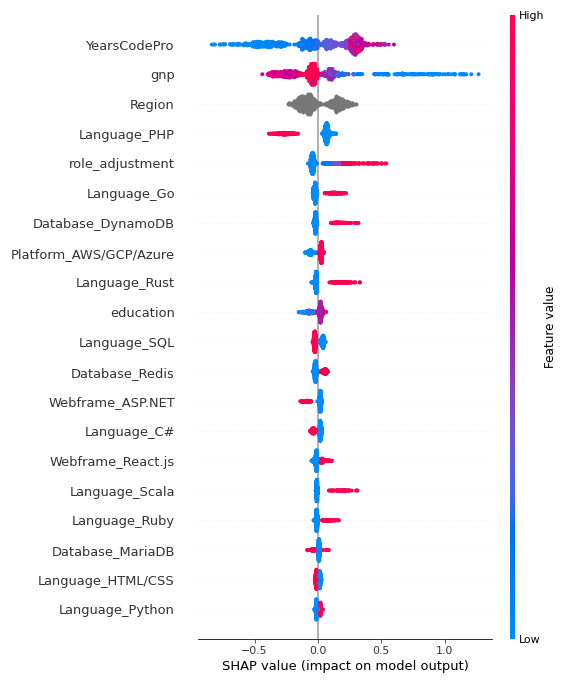 High
YearsCodePro
gnp
Region
Language_PHP
role_adjustment
Language_Go
Database_DynamoDB
Platform_AWS/GCP/Azure
Language_Rust
education
Language_SQL
Database_Redis
Webframe_ASP.NET
Language_C#
Webframe_React.js
Language_Scala
Language_Ruby
Database_MariaDB
Language_HTML/CSS
Language_Python
Feature value
Low
−0.5 0.0 0.5 1.0
SHAP value (impact on model output)